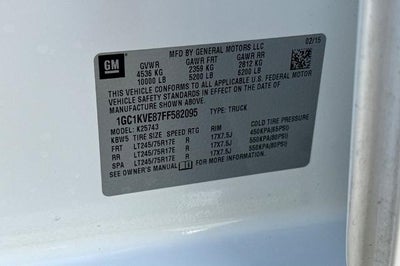 MFD BY GENERAL MOTORS LLC 02/15
GM GVWR GAWR FRT GAWR RR
4536 KG 2359 KG 2812 KG
10000 LB 5200 LB 6200 LB
THIS VEHICLE CONFORMS TO ALL APPLICABLE U.S. FEDERAL MOTOR
VEHICLE SAFETY STANDARDS IN EFFECT ON THE DATE OF
MANUFACTURE SHOWN ABOVE.
1GC1KVE87FF582095 TYPE: TRUCK
MODEL: K25743
KBW5 TIRE SIZE SPEED RTG RIM COLD TIRE PRESSURE
FRT LT245/75R17E R 17X7.5J 450KPA(65PSI)
RR LT245/75R17E R 17X7.5J 550KPA(80PSI)
SPA LT245/75R17E R 17X7.5J 550KPA(80PSI)
SEE OWNER'S MANUAL FOR MORE INFORMATION.